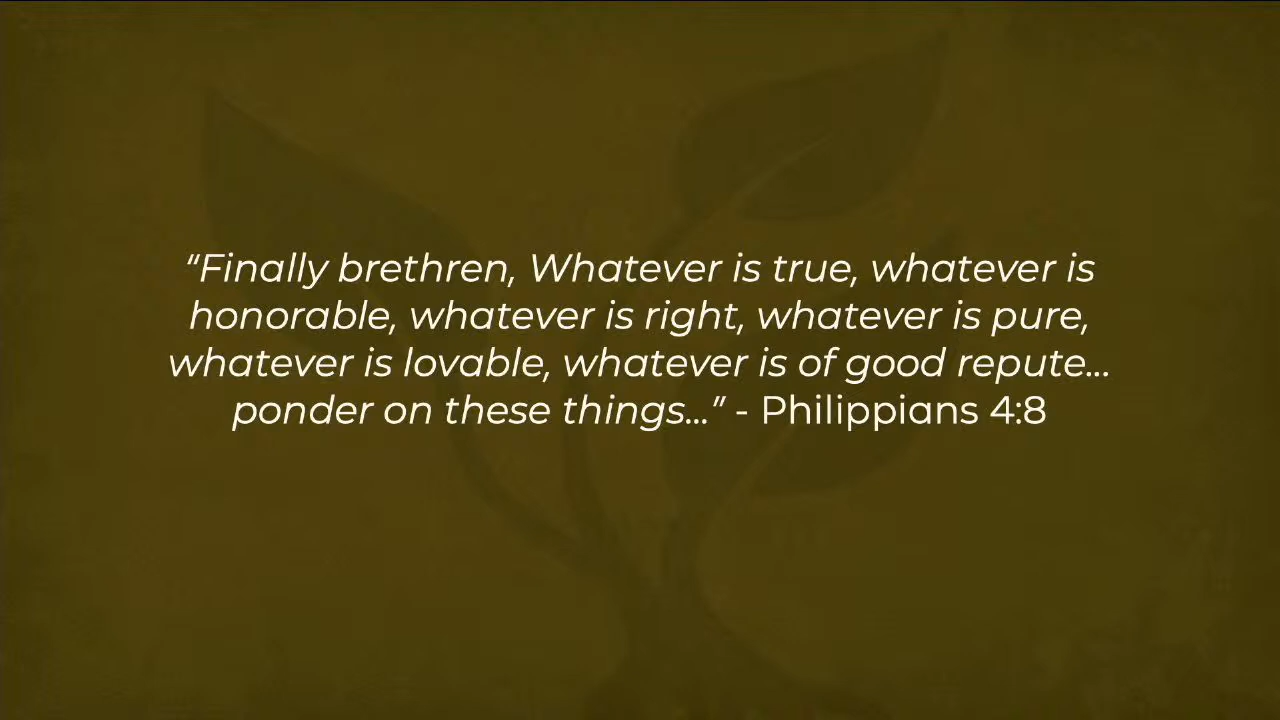 “Finally brethren, Whatever is true, whatever is
honorable, whatever is right, whatever is pure,
whatever is lovable, whatever is of good repute...
ponder on these things...” - Philippians 4:8